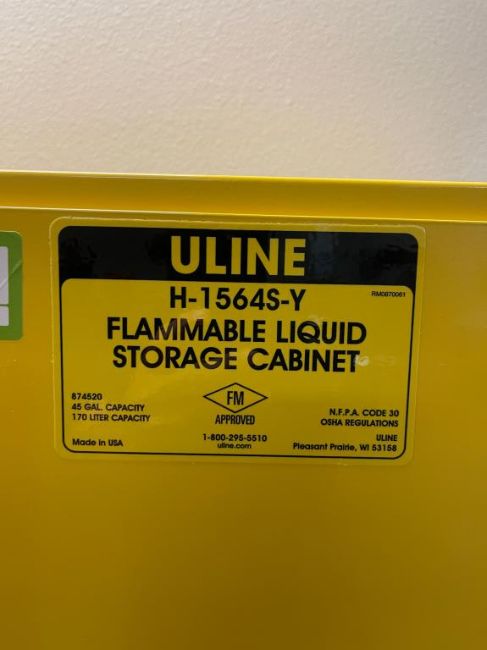 ULINE
RM0870061
H-1564S-Y
FLAMMABLE LIQUID
STORAGE CABINET
874520
45 GAL. CAPACITY
170 LITER CAPACITY
Made in USA
FM
APPROVED
1-800-295-5510
uline.com
N.F.P.A. CODE 30
OSHA REGULATIONS
ULINE
Pleasant Prairie, WI 53158